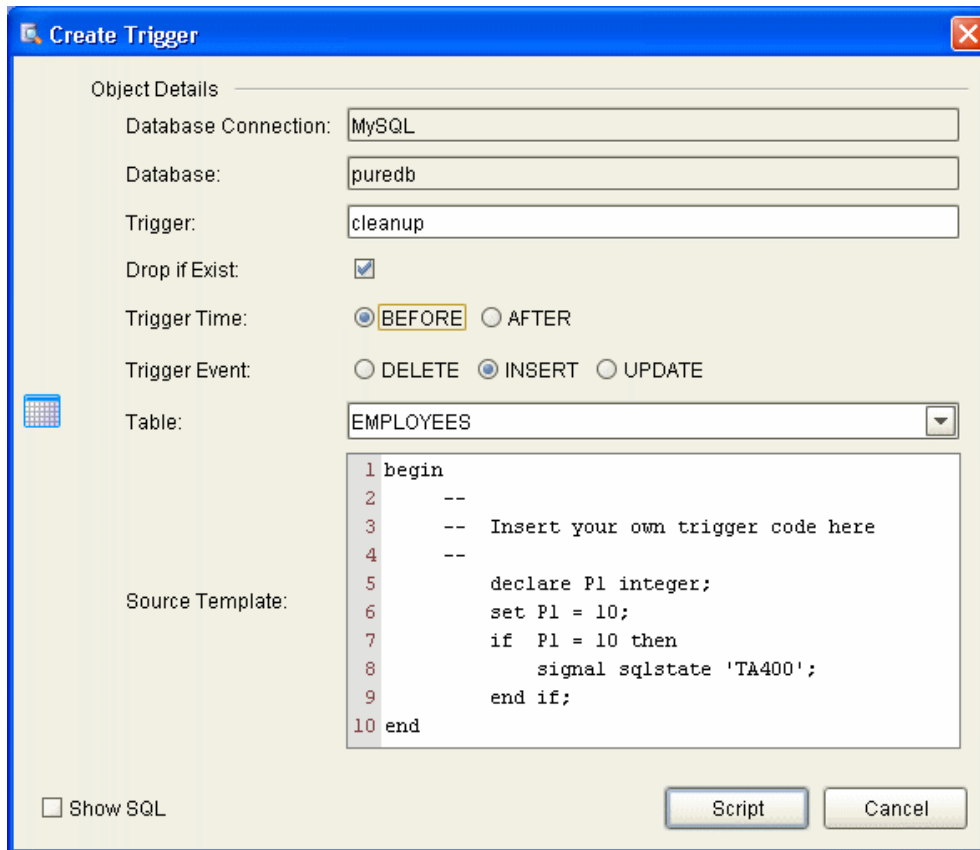 Create Trigger
Object Details
Database Connection: MySQL
Database: puredb
Trigger: cleanup
Drop if Exist:
Trigger Time: BEFORE AFTER
Trigger Event: DELETE INSERT UPDATE
Table: EMPLOYEES
Source Template:
1 begin
2 --
3 -- Insert your own trigger code here
4 --
5 declare P1 integer;
6 set P1 = 10;
7 if P1 = 10 then
8 signal sqlstate 'TA400';
9 end if;
10 end
Show SQL Script Cancel